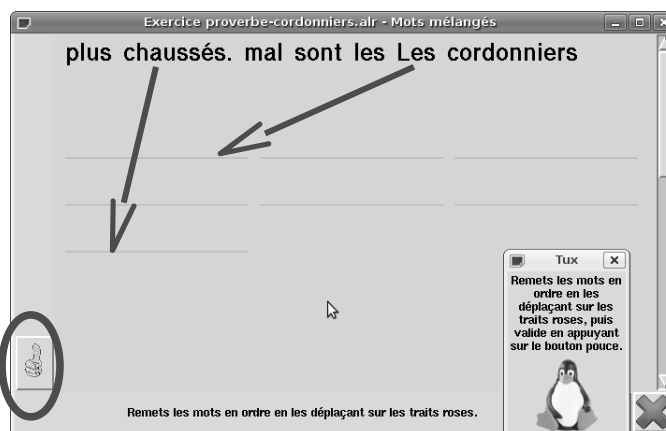 Exercice proverbe-cordonniers.alr - Mots mélangés
plus chaussés. mal sont les Les cordonniers
Tux
Remets les mots en
ordre en les
déplaçant sur les
traits roses, puis
valide en appuyant
sur le bouton pouce.
Remets les mots en ordre en les déplaçant sur les traits roses.